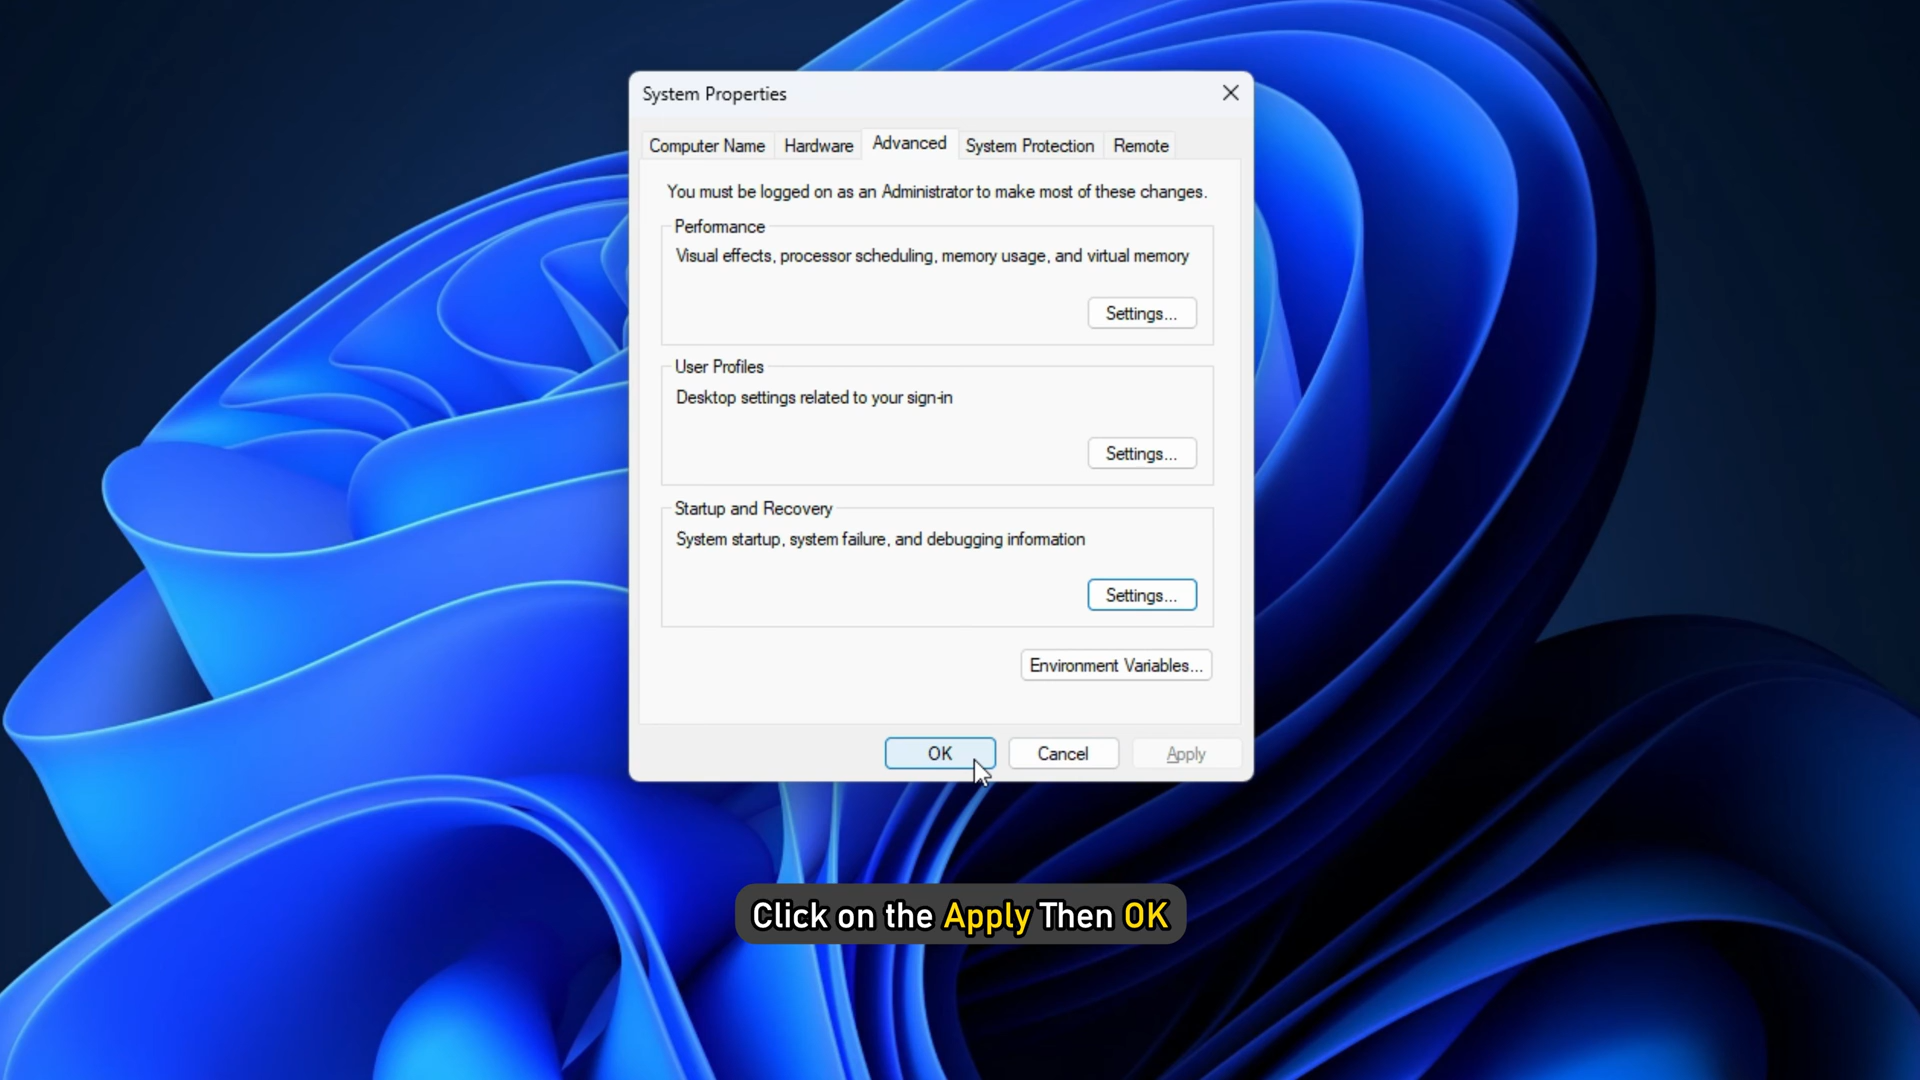 System Properties
Computer Name Hardware Advanced System Protection Remote
You must be logged on as an Administrator to make most of these changes.
Performance
Visual effects, processor scheduling, memory usage, and virtual memory
Settings...
User Profiles
Desktop settings related to your sign-in
Settings...
Startup and Recovery
System startup, system failure, and debugging information
Settings...
Environment Variables...
OK Cancel Apply
Click on the Apply Then OK